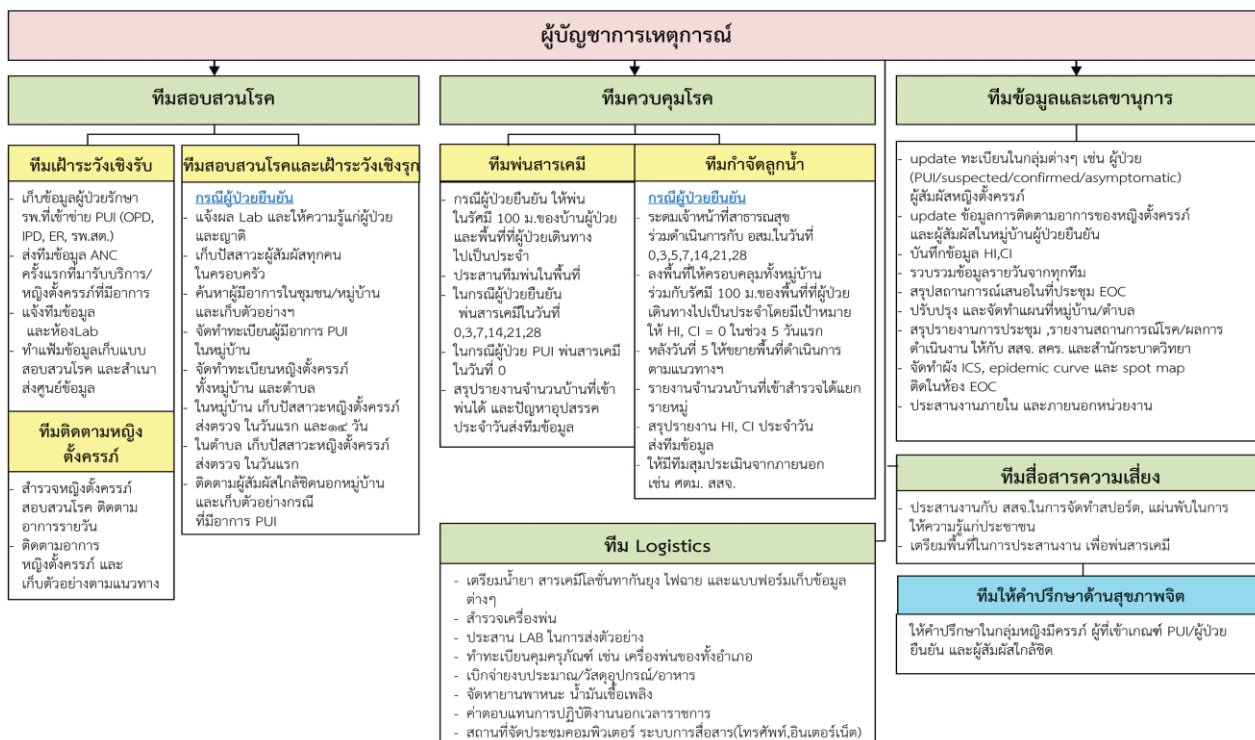 ผู้บัญชาการเหตุการณ์
ทีมสอบสวนโรค
ทีมเฝ้าระวังเชิงรับ
- เก็บข้อมูลผู้ป่วยรักษา
รพ.ที่เข้าข่าย PUI (OPD,
IPD, ER, รพ.สต.)
- ส่งทีมข้อมูล ANC
ครั้งแรกที่มารับบริการ/
หญิงตั้งครรภ์ที่มีอาการ
- แจ้งทีมข้อมูล
และห้องLab
- ทำแฟ้มข้อมูลเก็บแบบ
สอบสวนโรค และสำเนา
ส่งศูนย์ข้อมูล
ทีมติดตามหญิง
ตั้งครรภ์
- สำรวจหญิงตั้งครรภ์
สอบสวนโรค ติดตาม
อาการรายวัน
- ติดตามอาการ
หญิงตั้งครรภ์ และ
เก็บตัวอย่างตามแนวทาง
ทีมสอบสวนโรคและเฝ้าระวังเชิงรุก
กรณีผู้ป่วยยืนยัน
- แจ้งผล Lab และให้ความรู้แก่ผู้ป่วย
และญาติ
- เก็บปัสสาวะผู้สัมผัสทุกคน
ในครอบครัว
- ค้นหาผู้มีอาการในชุมชน/หมู่บ้าน
และเก็บตัวอย่างฯ
- จัดทำทะเบียนผู้มีอาการ PUI
ในหมู่บ้าน
- จัดทำทะเบียนหญิงตั้งครรภ์
ทั้งหมู่บ้าน และตำบล
- ในหมู่บ้าน เก็บปัสสาวะหญิงตั้งครรภ์
ส่งตรวจ ในวันแรก และ๑๔ วัน
- ในตำบล เก็บปัสสาวะหญิงตั้งครรภ์
ส่งตรวจ ในวันแรก
- ติดตามผู้สัมผัสใกล้ชิดนอกหมู่บ้าน
และเก็บตัวอย่างกรณี
ที่มีอาการ PUI
ทีมควบคุมโรค
ทีมพ่นสารเคมี
- กรณีผู้ป่วยยืนยัน ให้พ่น
ในรัศมี 100 ม.ของบ้านผู้ป่วย
และพื้นที่ที่ผู้ป่วยเดินทาง
ไปเป็นประจำ
- ประสานทีมพ่นในพื้นที่
- ในกรณีผู้ป่วยยืนยัน
พ่นสารเคมีในวันที่
0,3,7,14,21,28
- ในกรณีผู้ป่วย PUI พ่นสารเคมี
ในวันที่ 0
- สรุปรายงานจำนวนบ้านที่เข้า
พ่นได้ และปัญหาอุปสรรค
ประจำวันส่งทีมข้อมูล
ทีมกำจัดลูกน้ำ
กรณีผู้ป่วยยืนยัน
- ระดมเจ้าหน้าที่สาธารณสุข
ร่วมดำเนินการกับ อสม.ในวันที่
0,3,5,7,14,21,28
- ลงพื้นที่ให้ครอบคลุมทั้งหมู่บ้าน
ร่วมกับรัศมี 100 ม.ของพื้นที่ที่ผู้ป่วย
เดินทางไปเป็นประจำโดยมีเป้าหมาย
ให้ HI, CI = 0 ในช่วง 5 วันแรก
- หลังวันที่ 5 ให้ขยายพื้นที่ดำเนินการ
ตามแนวทางฯ
- รายงานจำนวนบ้านที่เข้าสำรวจได้แยก
รายหมู่
- สรุปรายงาน HI, CI ประจำวัน
ส่งทีมข้อมูล
- ให้มีทีมสุ่มประเมินจากภายนอก
เช่น ศตม. สสจ.
ทีม Logistics
- เตรียมน้ำยา สารเคมีโลชั่นทากันยุง ไฟฉาย และแบบฟอร์มเก็บข้อมูล
ต่างๆ
- สำรวจเครื่องพ่น
- ประสาน LAB ในการส่งตัวอย่าง
- ทำทะเบียนคุมครุภัณฑ์ เช่น เครื่องพ่นของทั้งอำเภอ
- เบิกจ่ายงบประมาณ/วัสดุอุปกรณ์/อาหาร
- จัดหายานพาหนะ น้ำมันเชื้อเพลิง
- ค่าตอบแทนการปฏิบัติงานนอกเวลาราชการ
- สถานที่จัดประชุมคอมพิวเตอร์ ระบบการสื่อสาร(โทรศัพท์,อินเตอร์เน็ต)
ทีมข้อมูลและเลขานุการ
- update ทะเบียนในกลุ่มต่างๆ เช่น ผู้ป่วย
(PUI/suspected/confirmed/asymptomatic)
ผู้สัมผัสหญิงตั้งครรภ์
- update ข้อมูลการติดตามอาการของหญิงตั้งครรภ์
และผู้สัมผัสในหมู่บ้านผู้ป่วยยืนยัน
- บันทึกข้อมูล HI,CI
- รวบรวมข้อมูลรายวันจากทุกทีม
- สรุปสถานการณ์เสนอในที่ประชุม EOC
- ปรับปรุง และจัดทำแผนที่หมู่บ้าน/ตำบล
- สรุปรายงานการประชุม ,รายงานสถานการณ์โรค/ผลการ
ดำเนินงาน ให้กับ สสจ. สคร. และสำนักระบาดวิทยา
- จัดทำผัง ICS, epidemic curve และ spot map
ติดในห้อง EOC
- ประสานงานภายใน และภายนอกหน่วยงาน
ทีมสื่อสารความเสี่ยง
- ประสานงานกับ สสจ.ในการจัดทำสปอร์ต, แผ่นพับในการ
ให้ความรู้แก่ประชาชน
- เตรียมพื้นที่ในการประสานงาน เพื่อพ่นสารเคมี
ทีมให้คำปรึกษาด้านสุขภาพจิต
ให้คำปรึกษาในกลุ่มหญิงมีครรภ์ ผู้ที่เข้าเกณฑ์ PUI/ผู้ป่วย
ยืนยัน และผู้สัมผัสใกล้ชิด